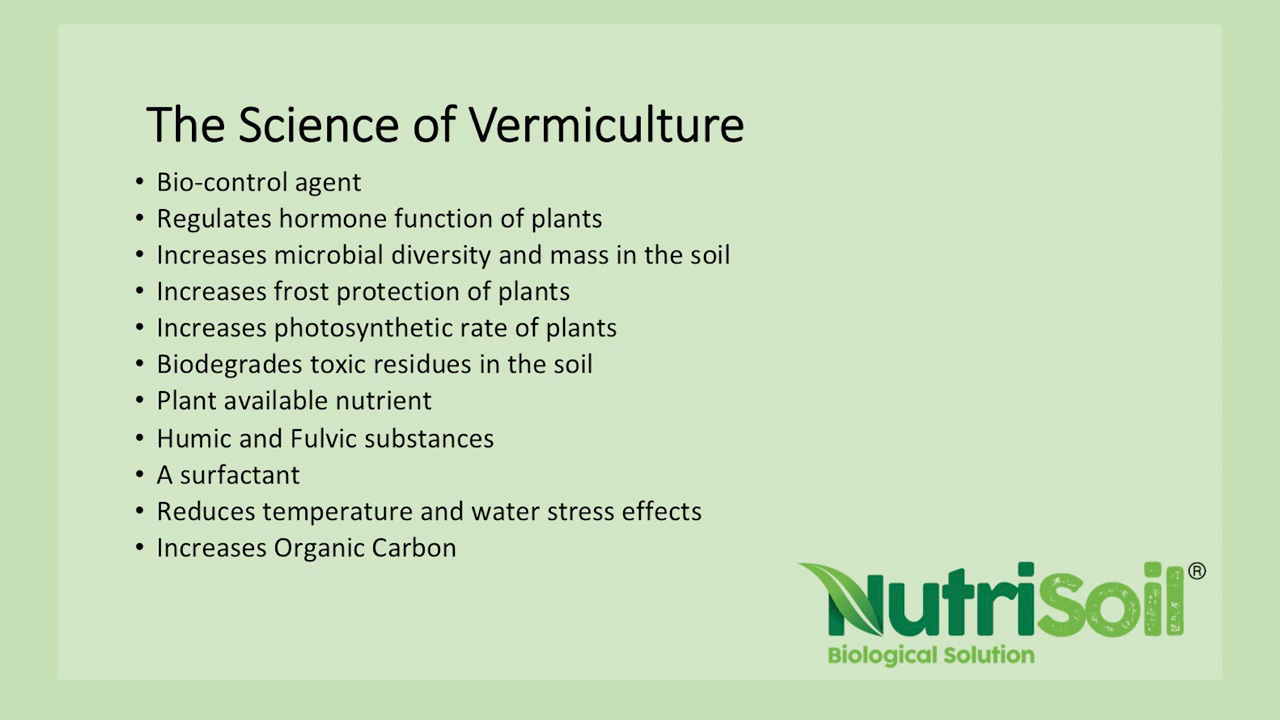 The Science of Vermiculture
• Bio-control agent
• Regulates hormone function of plants
• Increases microbial diversity and mass in the soil
• Increases frost protection of plants
• Increases photosynthetic rate of plants
• Biodegrades toxic residues in the soil
• Plant available nutrient
• Humic and Fulvic substances
• A surfactant
• Reduces temperature and water stress effects
• Increases Organic Carbon
NutriSoil®
Biological Solution